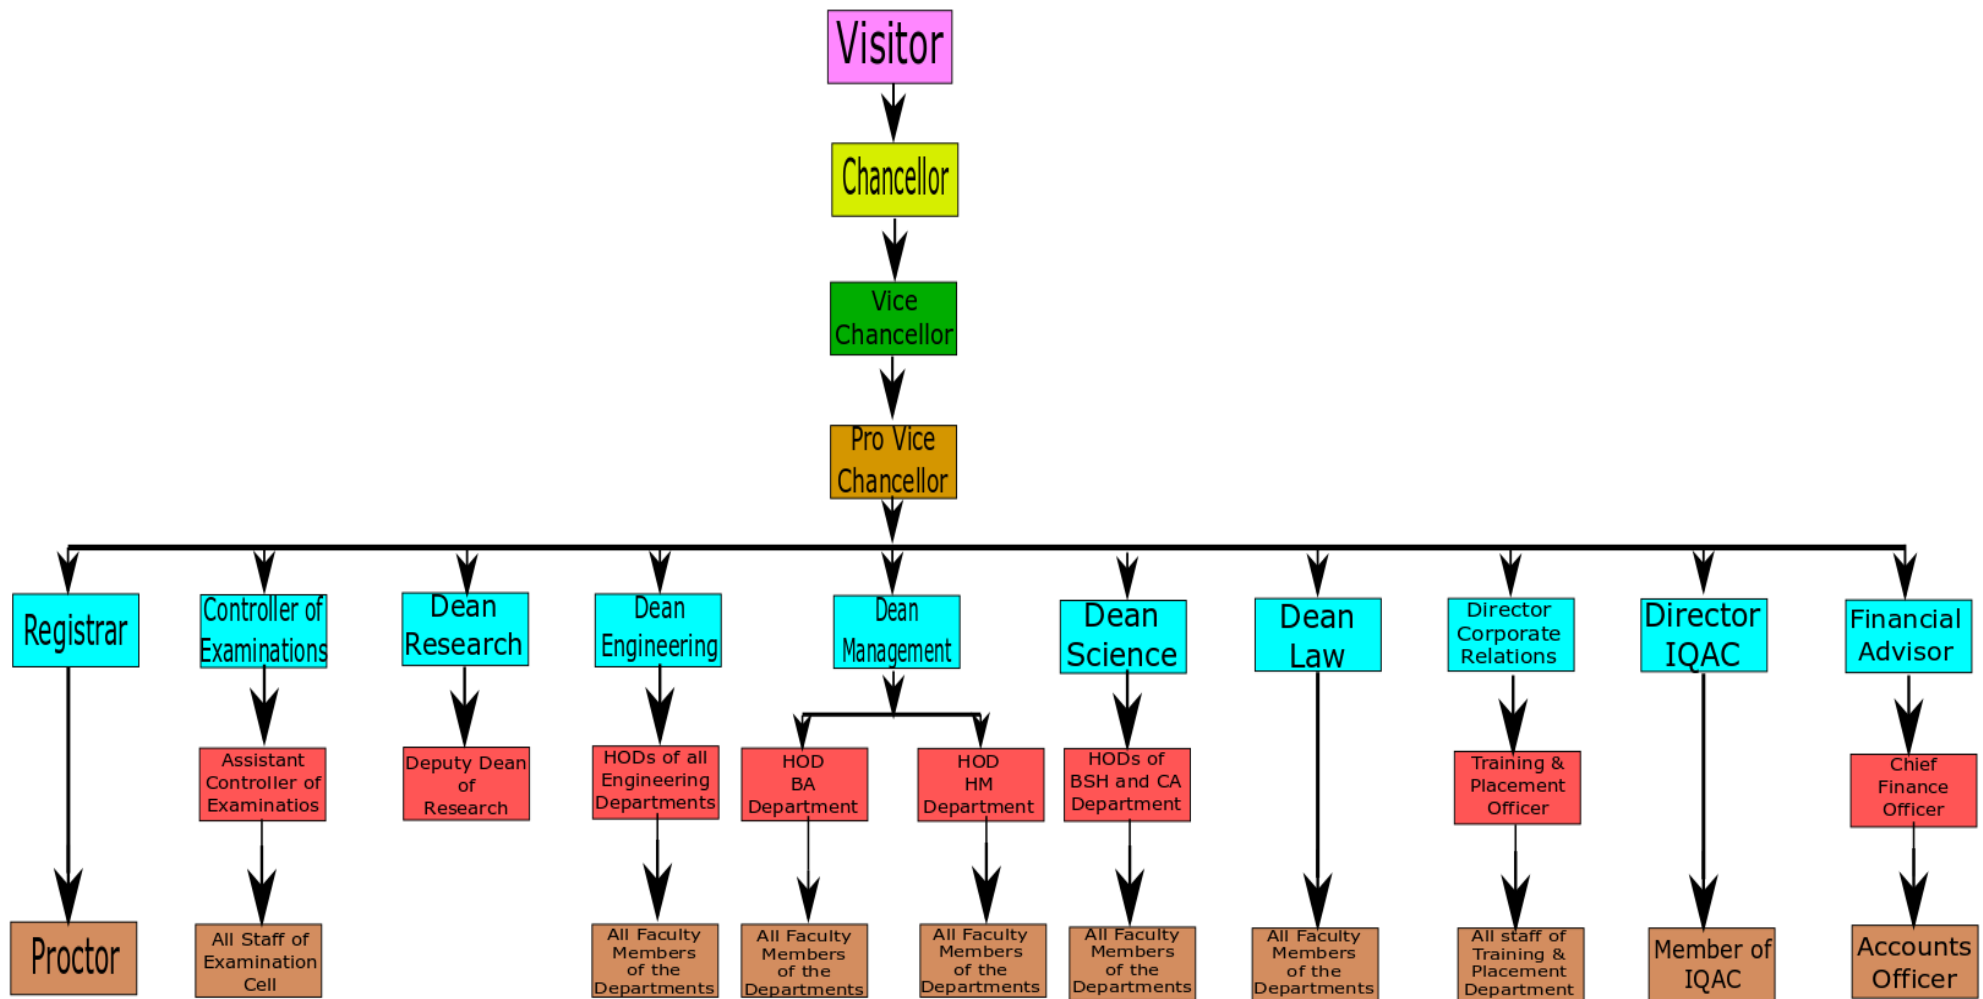 Visitor
Chancellor
Vice
Chancellor
Pro Vice
Chancellor
Registrar
Controller of
Examinations
Dean
Research
Dean
Engineering
Dean
Management
Dean
Science
Dean
Law
Director
Corporate
Relations
Director
IQAC
Financial
Advisor
Assistant
Controller of
Examinatios
Deputy Dean
of
Research
HODs of all
Engineering
Departments
HOD
BA
Department
HOD
HM
Department
HODs of
BSH and CA
Department
Training &
Placement
Officer
Chief
Finance
Officer
Proctor
All Staff of
Examination
Cell
All Faculty
Members
of the
Departments
All Faculty
Members
of the
Departments
All Faculty
Members
of the
Departments
All Faculty
Members
of the
Departments
All Faculty
Members
of the
Departments
All staff of
Training &
Placement
Department
Member of
IQAC
Accounts
Officer